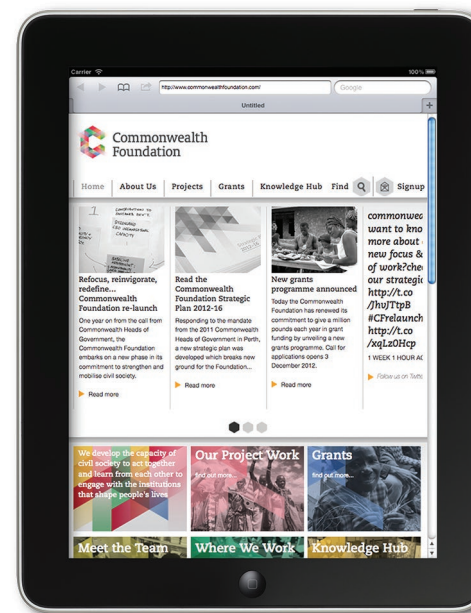 Carrier
100%
http://www.commonwealthfoundation.com/
Google
Untitled
Commonwealth
Foundation
Home
About Us
Projects
Grants
Knowledge Hub
Find
Signup
Refocus, reinvigorate,
redefine...
Commonwealth
Foundation re-launch
One year on from the call from
Commonwealth Heads of
Government, the
Commonwealth Foundation
embarks on a new phase in its
commitment to strengthen and
mobilise civil society.
Read more
Read the
Commonwealth
Foundation Strategic
Plan 2012-16
Responding to the mandate
from the 2011 Commonwealth
Heads of Government in Perth,
a new strategic plan was
developed which breaks new
ground for the Foundation...
Read more
New grants
programme announced
Today the Commonwealth
Foundation has renewed its
commitment to give a million
pounds each year in grant
funding by unveiling a new
grants programme. Call for
applications opens 3
December 2012.
Read more
commonwea
want to kno
more about
new focus &
of work?che
our strategi
http://t.co
/JhvJTtpB
#CFrelaunch
http://t.co
/xqLz0Hcp
1 WEEK 1 HOUR AG
Follow us on Twitte
We develop the capacity of
civil society to act together
and learn from each other to
engage with the institutions
that shape people's lives
Our Project Work
find out more...
Grants
find out more...
Meet the Team
Where We Work
Knowledge Hub